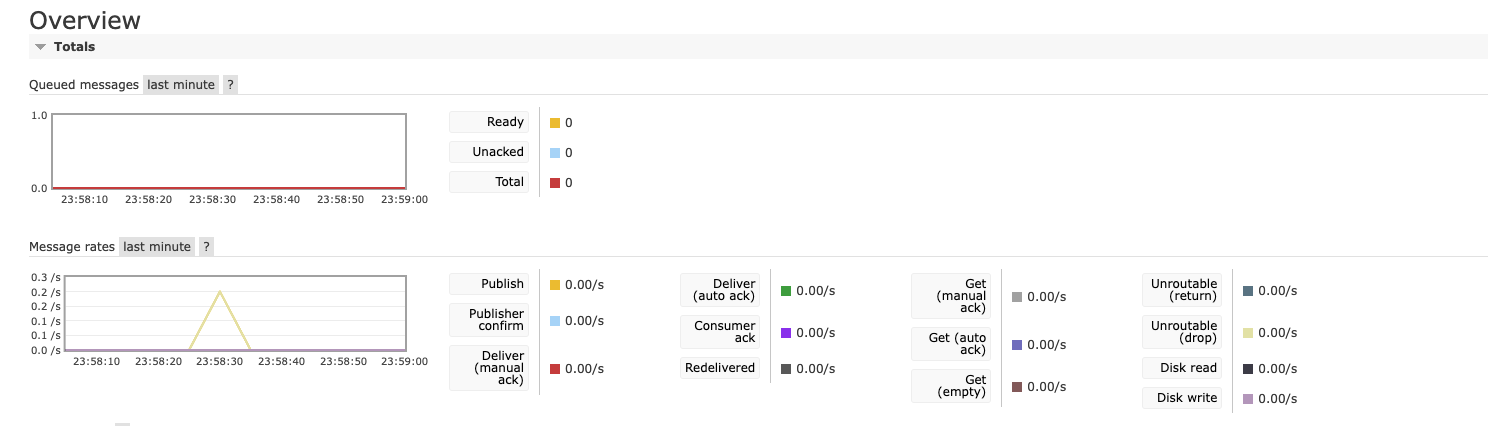 Overview
Totals
Queued messages last minute ?
1.0
0.0
23:58:10 23:58:20 23:58:30 23:58:40 23:58:50 23:59:00
Ready 0
Unacked 0
Total 0
Message rates last minute ?
0.3 /s
0.2 /s
0.2 /s
0.1 /s
0.1 /s
0.0 /s
23:58:10 23:58:20 23:58:30 23:58:40 23:58:50 23:59:00
Publish 0.00/s
Publisher
confirm 0.00/s
Deliver
(manual 0.00/s
ack)
Deliver
(auto ack) 0.00/s
Consumer
ack 0.00/s
Redelivered 0.00/s
Get
(manual 0.00/s
ack)
Get (auto
ack) 0.00/s
Get
(empty) 0.00/s
Unroutable
(return) 0.00/s
Unroutable
(drop) 0.00/s
Disk read 0.00/s
Disk write 0.00/s